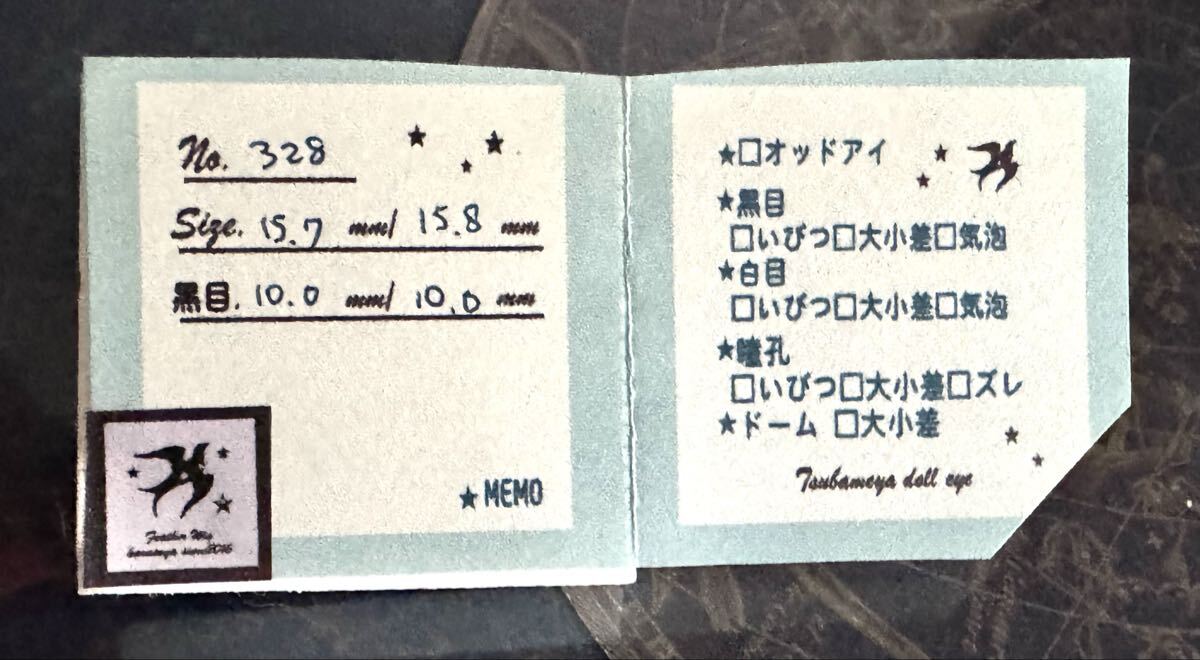 No. 328
Size. 15.7 mm/ 15.8 mm
黒目. 10.0 mm/ 10.0 mm
★ MEMO
★□オッドアイ
★黒目
□いびつ□大小差□気泡
★白目
□いびつ□大小差□気泡
★瞳孔
□いびつ□大小差□ズレ
★ドーム □大小差
Tsubameya doll eye